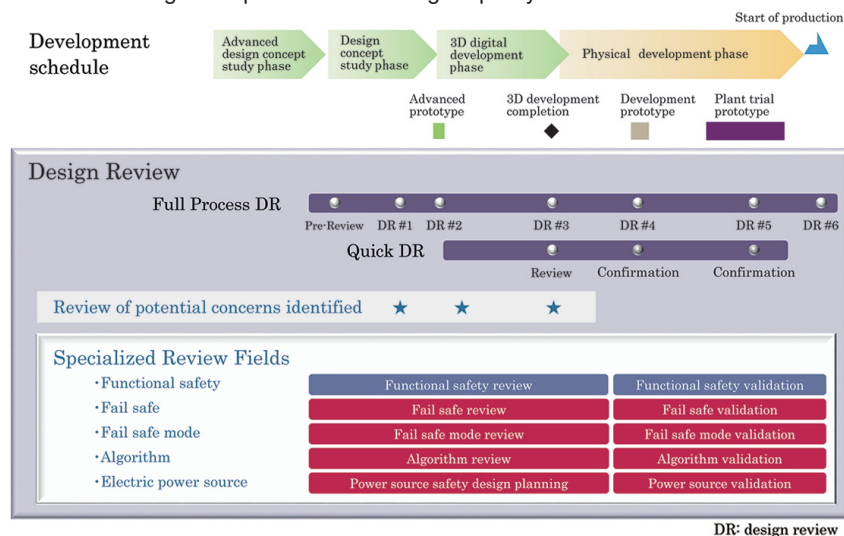 Start of production
Development
schedule
Advanced
design concept
study phase
Design
concept
study phase
3D digital
development
phase
Physical development phase
Advanced
prototype
3D development
completion
Development
prototype
Plant trial
prototype
Design Review
Full Process DR
Pre-Review DR #1 DR #2 DR #3 DR #4 DR #5 DR #6
Quick DR
Review Confirmation Confirmation
Review of potential concerns identified
Specialized Review Fields
・Functional safety Functional safety review Functional safety validation
・Fail safe Fail safe review Fail safe validation
・Fail safe mode Fail safe mode review Fail safe mode validation
・Algorithm Algorithm review Algorithm validation
・Electric power source Power source safety design planning Power source validation
DR: design review